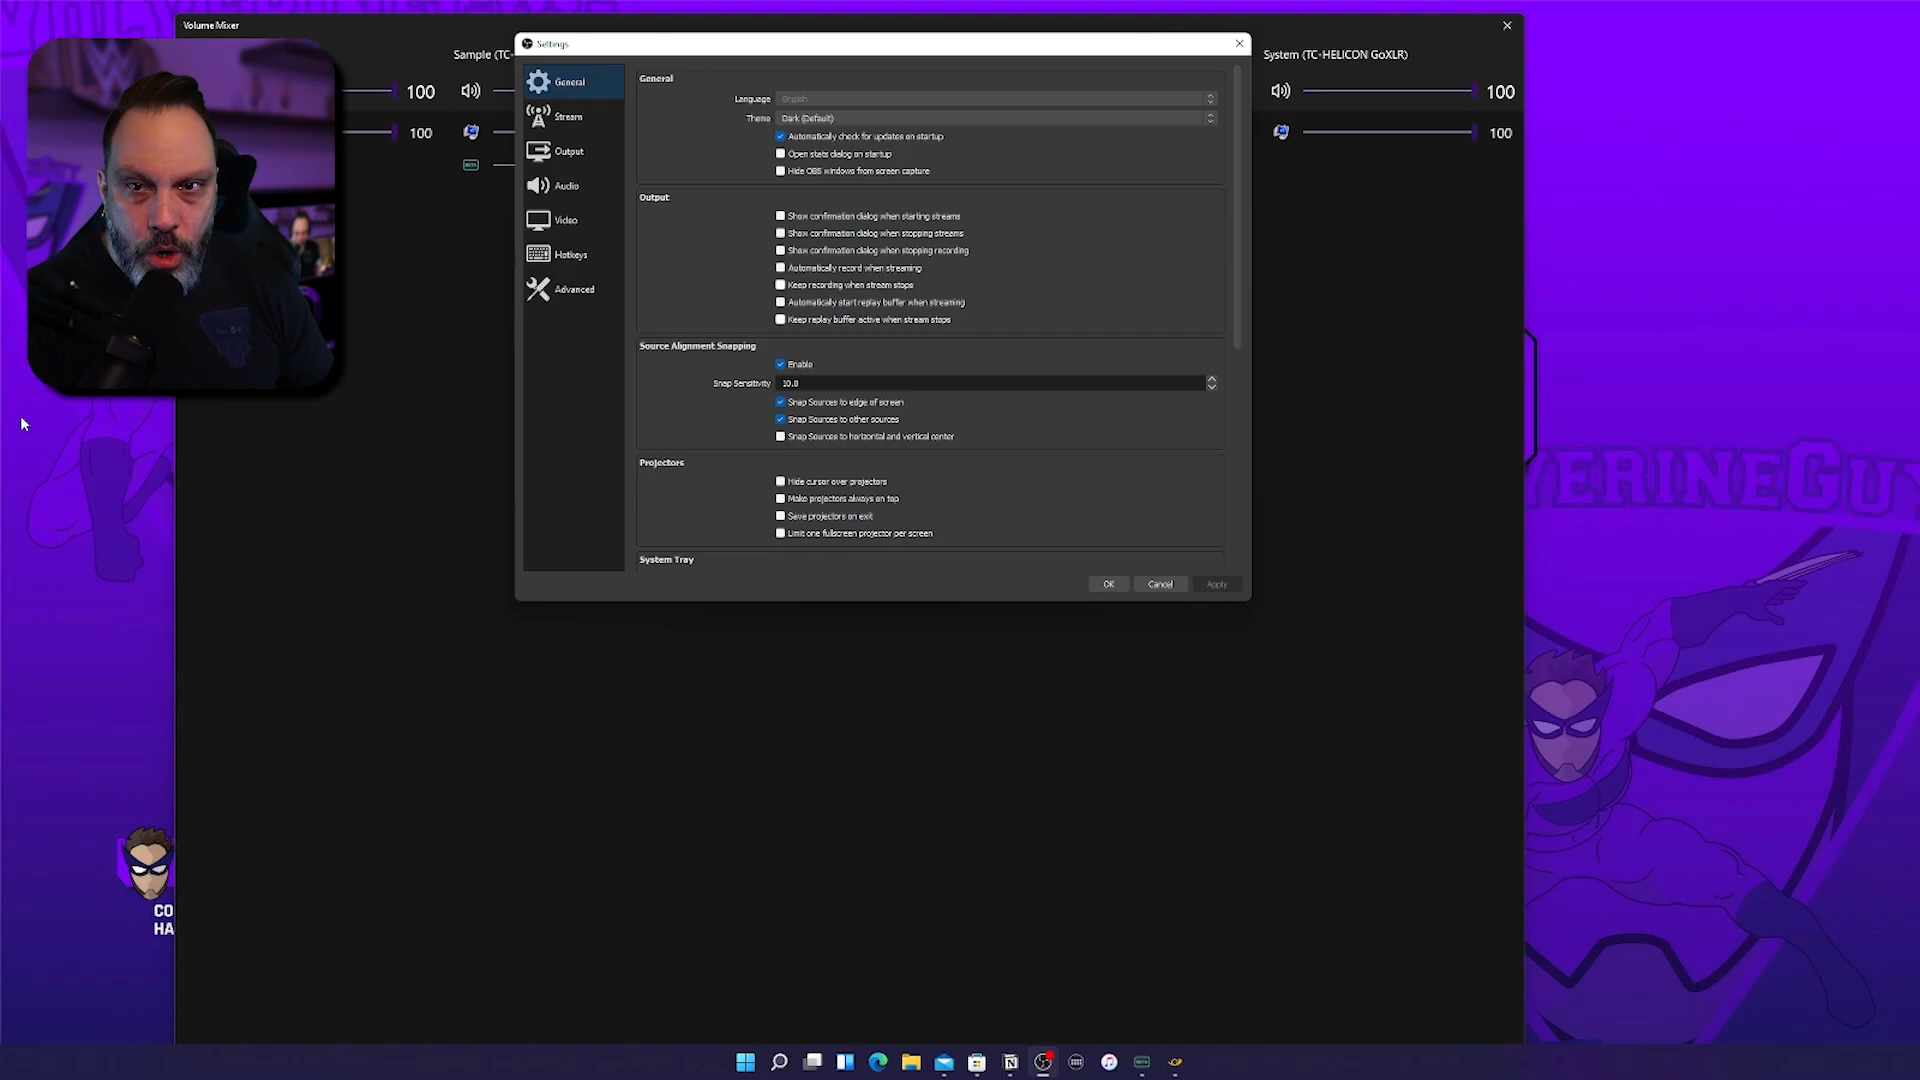 Volume Mixer
Sample (TC-
System (TC-HELICON GoXLR)
100
100
100
100
Settings
General
Stream
Output
Audio
Video
Hotkeys
Advanced
General
Language English
Theme Dark (Default)
Automatically check for updates on startup
Open stats dialog on startup
Hide OBS windows from screen capture
Output
Show confirmation dialog when starting streams
Show confirmation dialog when stopping streams
Show confirmation dialog when stopping recording
Automatically record when streaming
Keep recording when stream stops
Automatically start replay buffer when streaming
Keep replay buffer active when stream stops
Source Alignment Snapping
Enable
Snap Sensitivity 10.0
Snap Sources to edge of screen
Snap Sources to other sources
Snap Sources to horizontal and vertical center
Projectors
Hide cursor over projectors
Make projectors always on top
Save projectors on exit
Limit one fullscreen projector per screen
System Tray
OK Cancel Apply
VERINEGUY
CO
HA
BETA
BETA